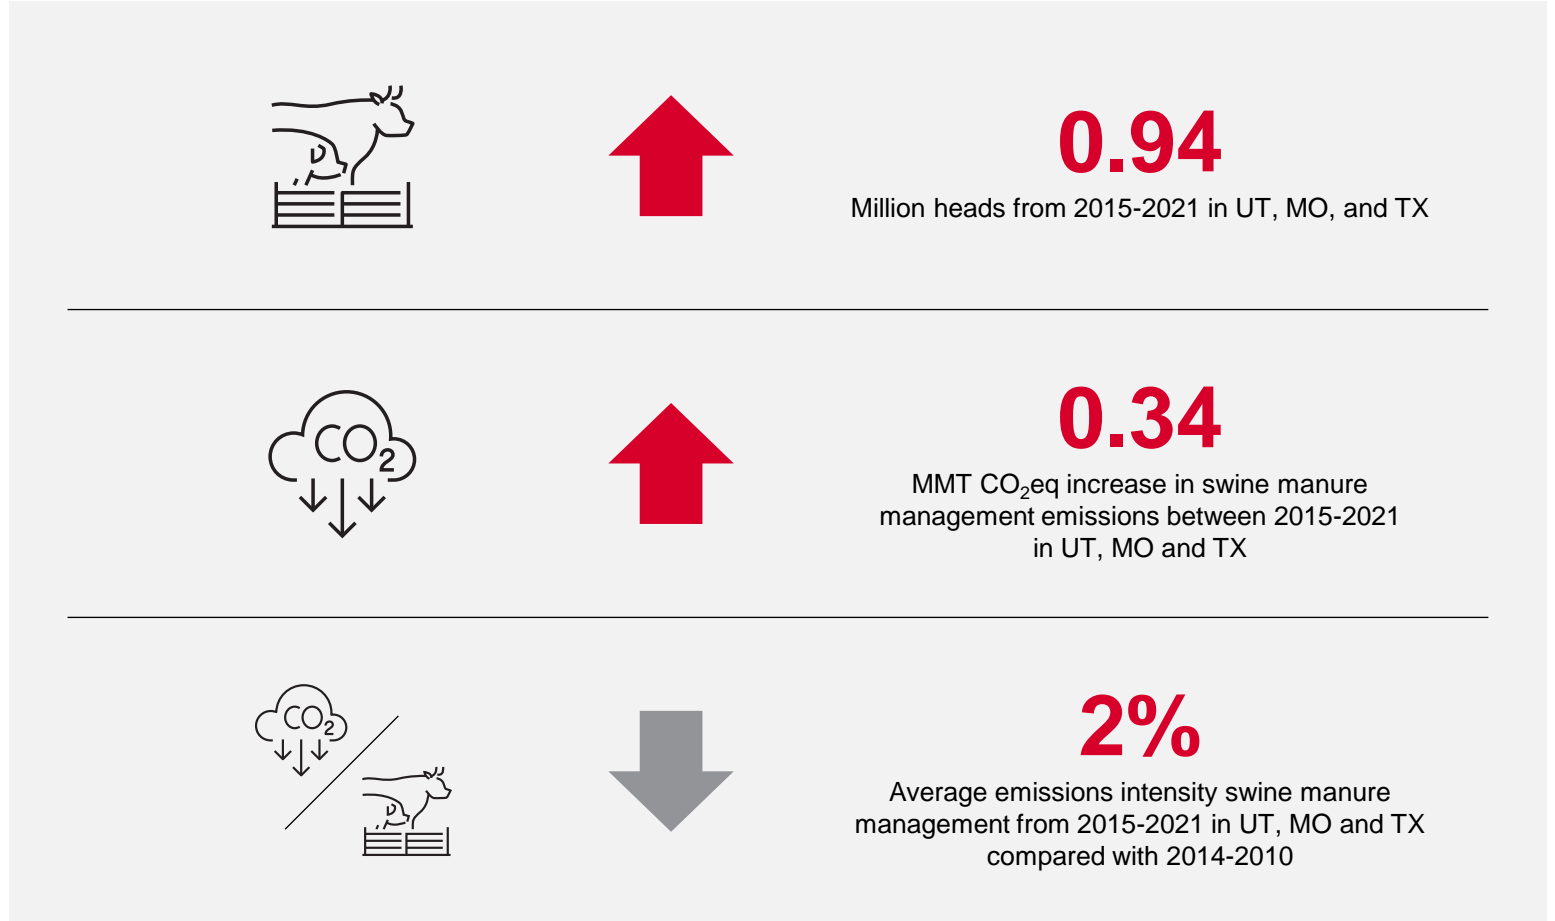 0.94
Million heads from 2015-2021 in UT, MO, and TX
CO₂
0.34
MMT CO₂eq increase in swine manure
management emissions between 2015-2021
in UT, MO and TX
CO₂
2%
Average emissions intensity swine manure
management from 2015-2021 in UT, MO and TX
compared with 2014-2010